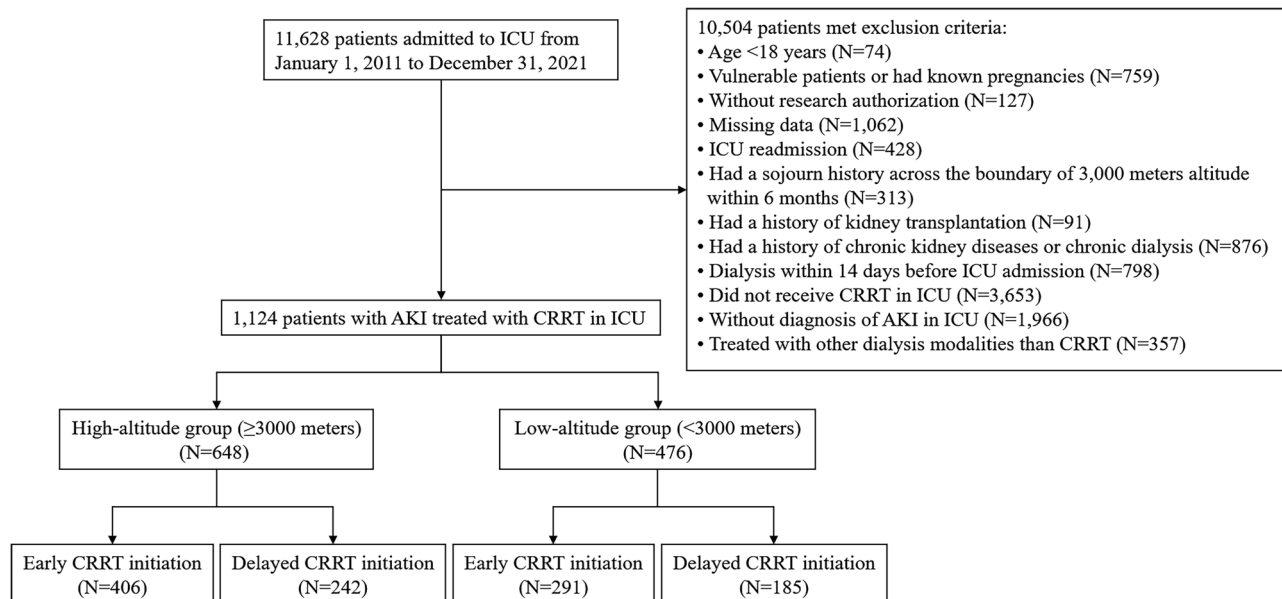 11,628 patients admitted to ICU from
January 1, 2011 to December 31, 2021
10,504 patients met exclusion criteria:
• Age <18 years (N=74)
• Vulnerable patients or had known pregnancies (N=759)
• Without research authorization (N=127)
• Missing data (N=1,062)
• ICU readmission (N=428)
• Had a sojourn history across the boundary of 3,000 meters altitude
within 6 months (N=313)
• Had a history of kidney transplantation (N=91)
• Had a history of chronic kidney diseases or chronic dialysis (N=876)
• Dialysis within 14 days before ICU admission (N=798)
• Did not receive CRRT in ICU (N=3,653)
• Without diagnosis of AKI in ICU (N=1,966)
• Treated with other dialysis modalities than CRRT (N=357)
1,124 patients with AKI treated with CRRT in ICU
High-altitude group (≥3000 meters)
(N=648)
Low-altitude group (<3000 meters)
(N=476)
Early CRRT initiation
(N=406)
Delayed CRRT initiation
(N=242)
Early CRRT initiation
(N=291)
Delayed CRRT initiation
(N=185)